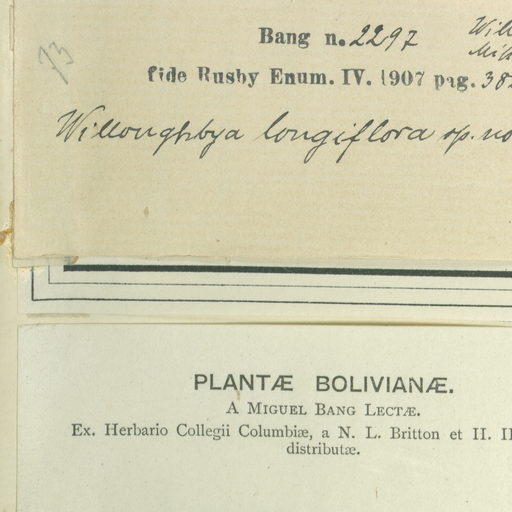 73
Bang n. 2297
fide Rusby Enum. IV. 1907 pag. 38
Willoughbya longiflora sp. no
PLANTÆ BOLIVIANÆ.
A MIGUEL BANG LECTÆ.
Ex. Herbario Collegii Columbiæ, a N. L. Britton et H. H
distributæ.